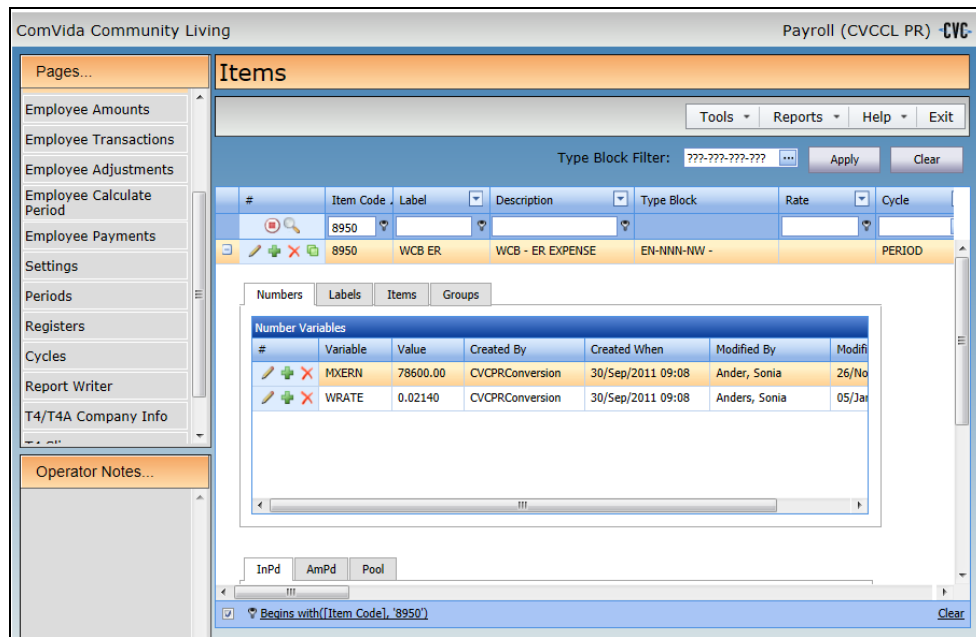 ComVida Community Living
Payroll (CVCCL PR) -CVC-
Pages...
Employee Amounts
Employee Transactions
Employee Adjustments
Employee Calculate
Period
Employee Payments
Settings
Periods
Registers
Cycles
Report Writer
T4/T4A Company Info
Operator Notes...
Items
Tools Reports Help Exit
Type Block Filter: ???-???-???-??? ... Apply Clear
# Item Code Label Description Type Block Rate Cycle
8950
8950 WCB ER WCB - ER EXPENSE EN-NNN-NW - PERIOD
Numbers Labels Items Groups
Number Variables
# Variable Value Created By Created When Modified By Modifi
MXERN 78600.00 CVCPRConversion 30/Sep/2011 09:08 Ander, Sonia 26/No
WRATE 0.02140 CVCPRConversion 30/Sep/2011 09:08 Anders, Sonia 05/Jan
InPd AmPd Pool
Begins with([Item Code], '8950') Clear